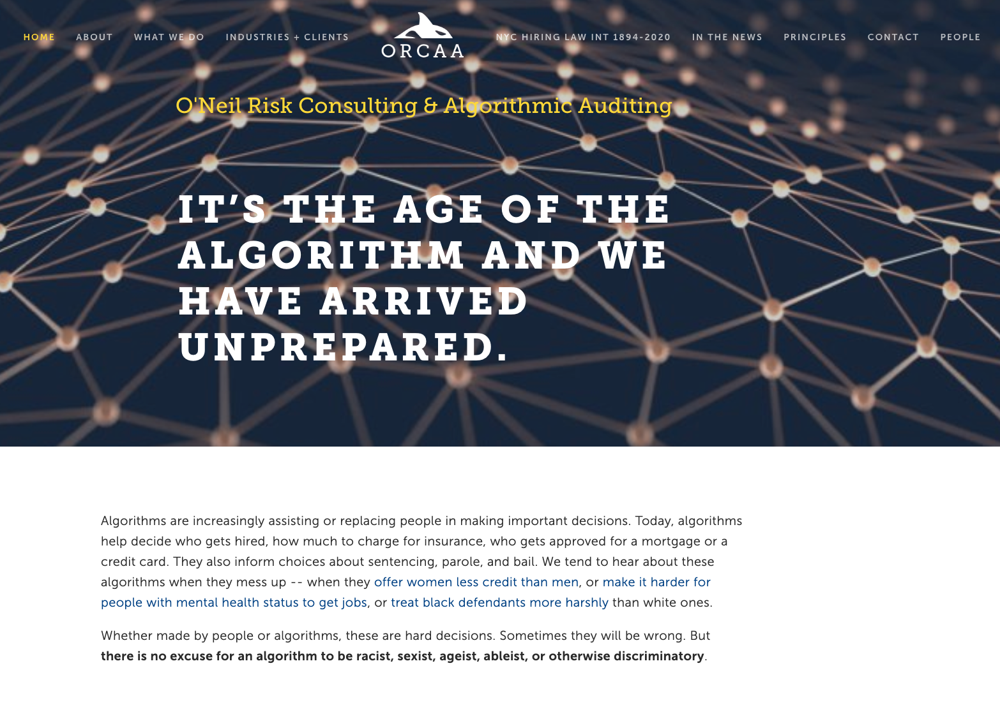 HOME ABOUT WHAT WE DO INDUSTRIES + CLIENTS ORCAA NYC HIRING LAW INT 1894-2020 IN THE NEWS PRINCIPLES CONTACT PEOPLE
O'Neil Risk Consulting & Algorithmic Auditing
IT’S THE AGE OF THE
ALGORITHM AND WE
HAVE ARRIVED
UNPREPARED.
Algorithms are increasingly assisting or replacing people in making important decisions. Today, algorithms
help decide who gets hired, how much to charge for insurance, who gets approved for a mortgage or a
credit card. They also inform choices about sentencing, parole, and bail. We tend to hear about these
algorithms when they mess up -- when they offer women less credit than men, or make it harder for
people with mental health status to get jobs, or treat black defendants more harshly than white ones.
Whether made by people or algorithms, these are hard decisions. Sometimes they will be wrong. But
there is no excuse for an algorithm to be racist, sexist, ageist, ableist, or otherwise discriminatory.